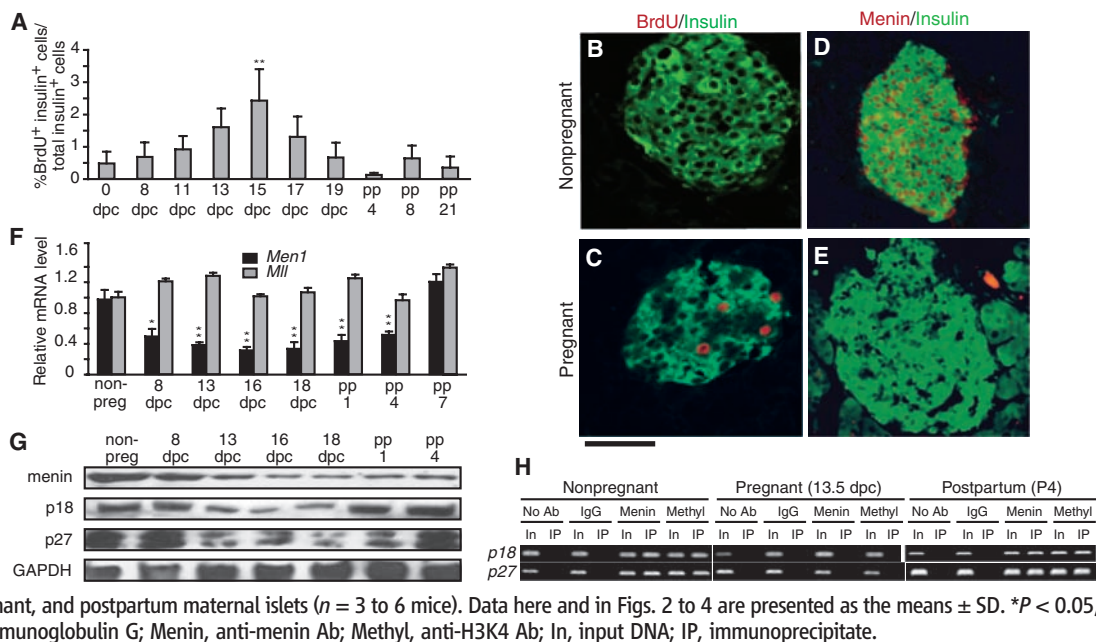 A
%BrdU+ insulin+ cells/
total insulin+ cells
4
3
2
1
0
**
0 8 11 13 15 17 19 pp pp pp
dpc dpc dpc dpc dpc dpc dpc 4 8 21
BrdU/Insulin
Menin/Insulin
B
D
Nonpregnant
C
E
Pregnant
F
Relative mRNA level
1.6
1.2
0.8
0.4
0
Men1
Mll
* ** ** ** ** **
non- 8 13 16 18 pp pp pp
preg dpc dpc dpc dpc 1 4 7
G
non- 8 13 16 18 pp pp
preg dpc dpc dpc dpc 1 4
menin
p18
p27
GAPDH
H
Nonpregnant Pregnant (13.5 dpc) Postpartum (P4)
No Ab IgG Menin Methyl No Ab IgG Menin Methyl No Ab IgG Menin Methyl
In IP In IP In IP In IP In IP In IP In IP In IP In IP In IP In IP In IP
p18
p27
nant, and postpartum maternal islets (n = 3 to 6 mice). Data here and in Figs. 2 to 4 are presented as the means ± SD. *P < 0.05,
munoglobulin G; Menin, anti-menin Ab; Methyl, anti-H3K4 Ab; In, input DNA; IP, immunoprecipitate.